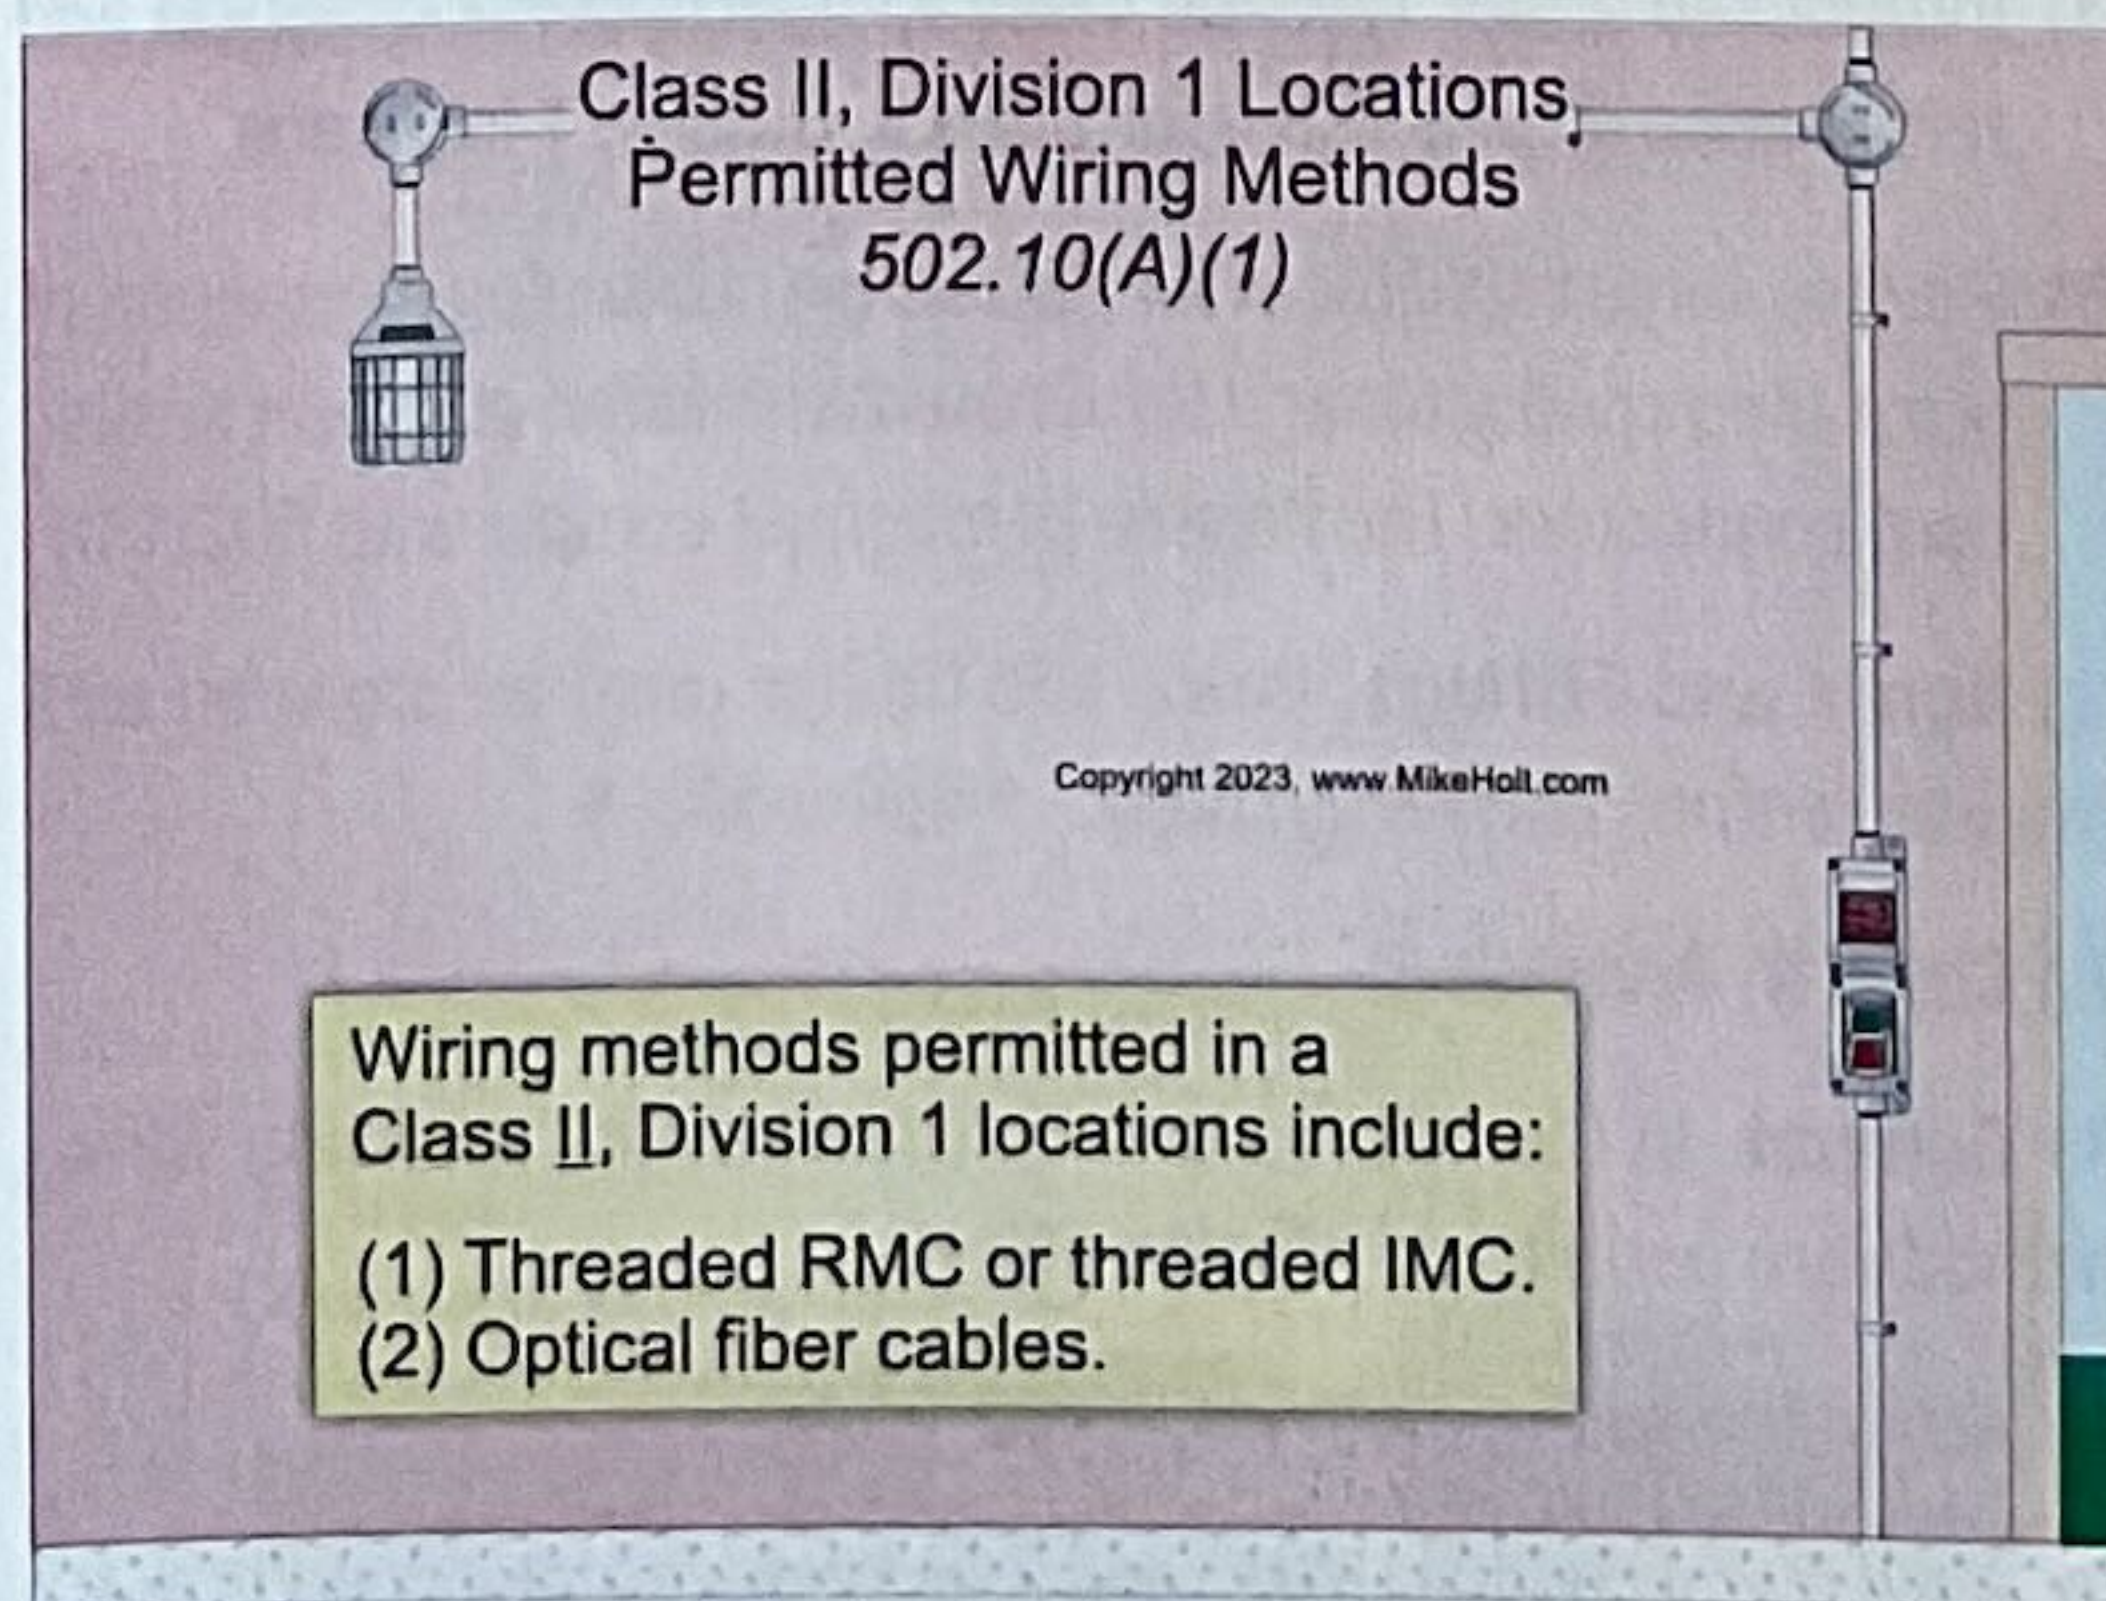 Class II, Division 1 Locations,
Permitted Wiring Methods
502.10(A)(1)
Copyright 2023, www.MikeHolt.com
Wiring methods permitted in a
Class II, Division 1 locations include:
(1) Threaded RMC or threaded IMC.
(2) Optical fiber cables.